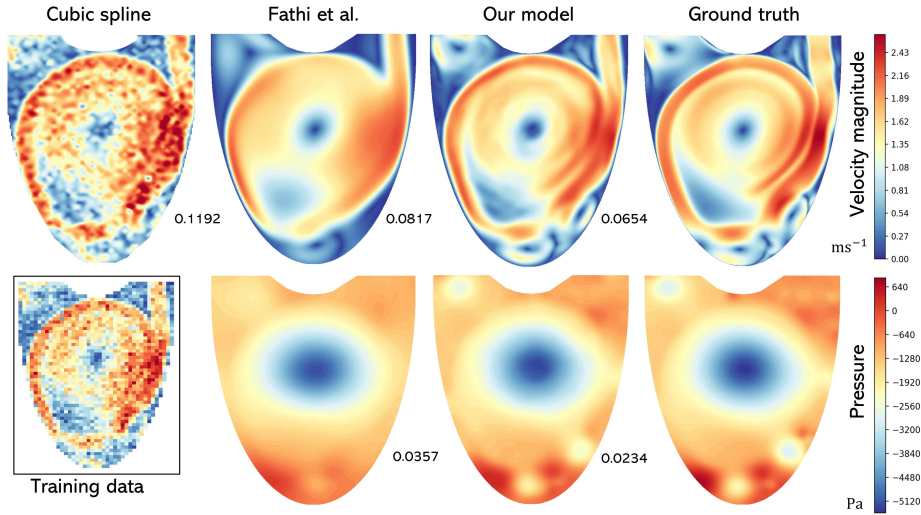 Cubic spline
Fathi et al.
Our model
Ground truth
0.1192
0.0817
0.0654
2.43
2.16
1.89
1.62
1.35
1.08
0.81
0.54
0.27
0.00
Velocity magnitude
ms⁻¹
Training data
0.0357
0.0234
640
0
−640
−1280
−1920
−2560
−3200
−3840
−4480
−5120
Pressure
Pa